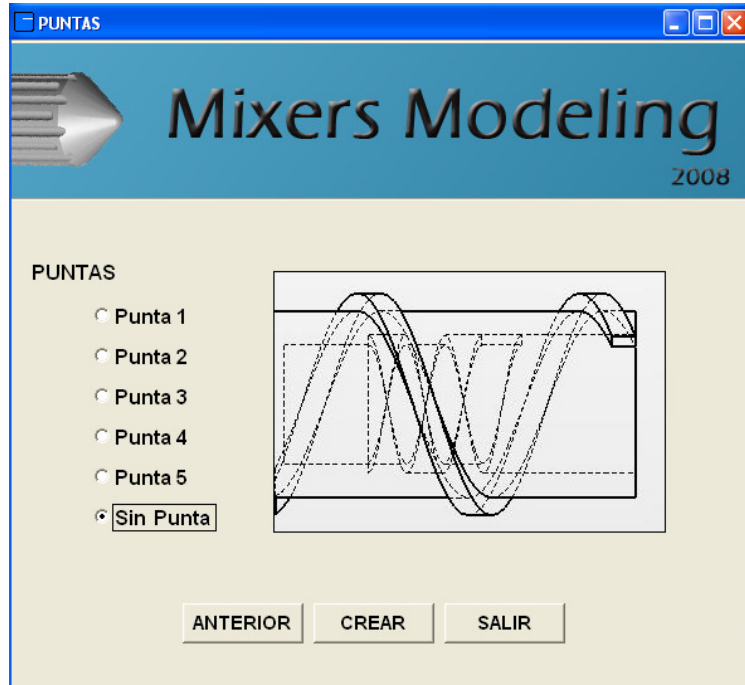 PUNTAS
Mixers Modeling
2008
PUNTAS
Punta 1
Punta 2
Punta 3
Punta 4
Punta 5
Sin Punta
ANTERIOR CREAR SALIR